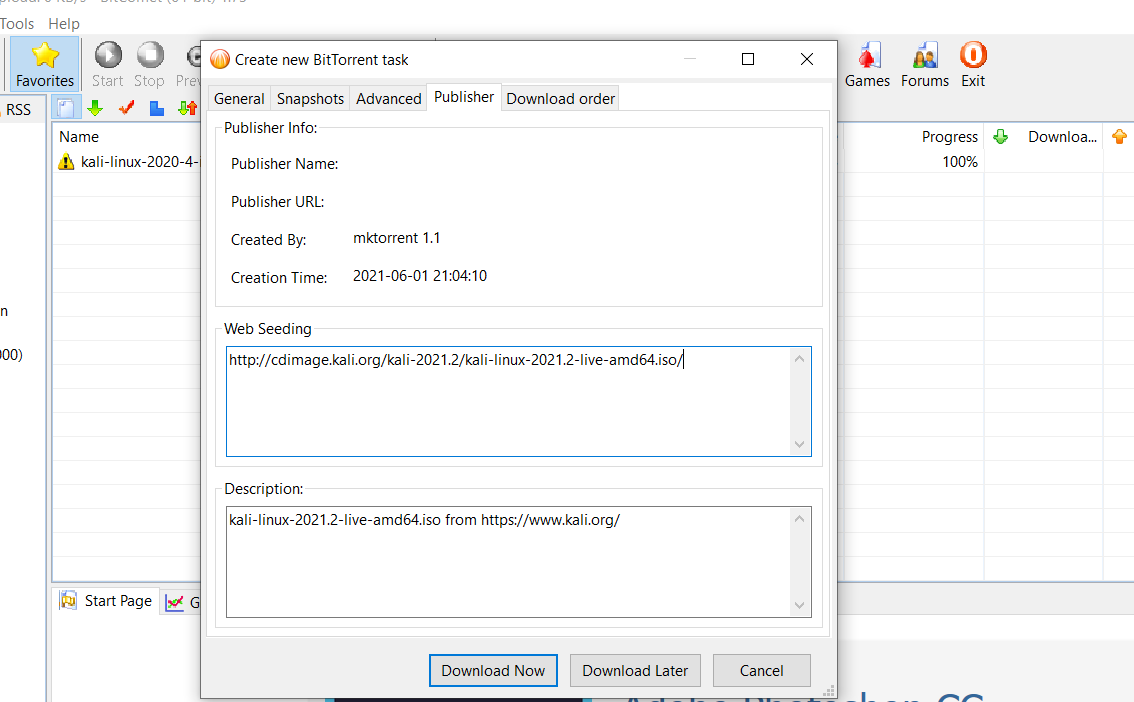 Tools Help
Favorites
Start
Stop
Games
Forums
Exit
RSS
Create new BitTorrent task
General
Snapshots
Advanced
Publisher
Download order
Name
Progress
Downloa...
kali-linux-2020-4-
100%
Publisher Info:
Publisher Name:
Publisher URL:
Created By: mktorrent 1.1
Creation Time: 2021-06-01 21:04:10
Web Seeding
http://cdimage.kali.org/kali-2021.2/kali-linux-2021.2-live-amd64.iso/
Description:
kali-linux-2021.2-live-amd64.iso from https://www.kali.org/
Start Page
Download Now
Download Later
Cancel